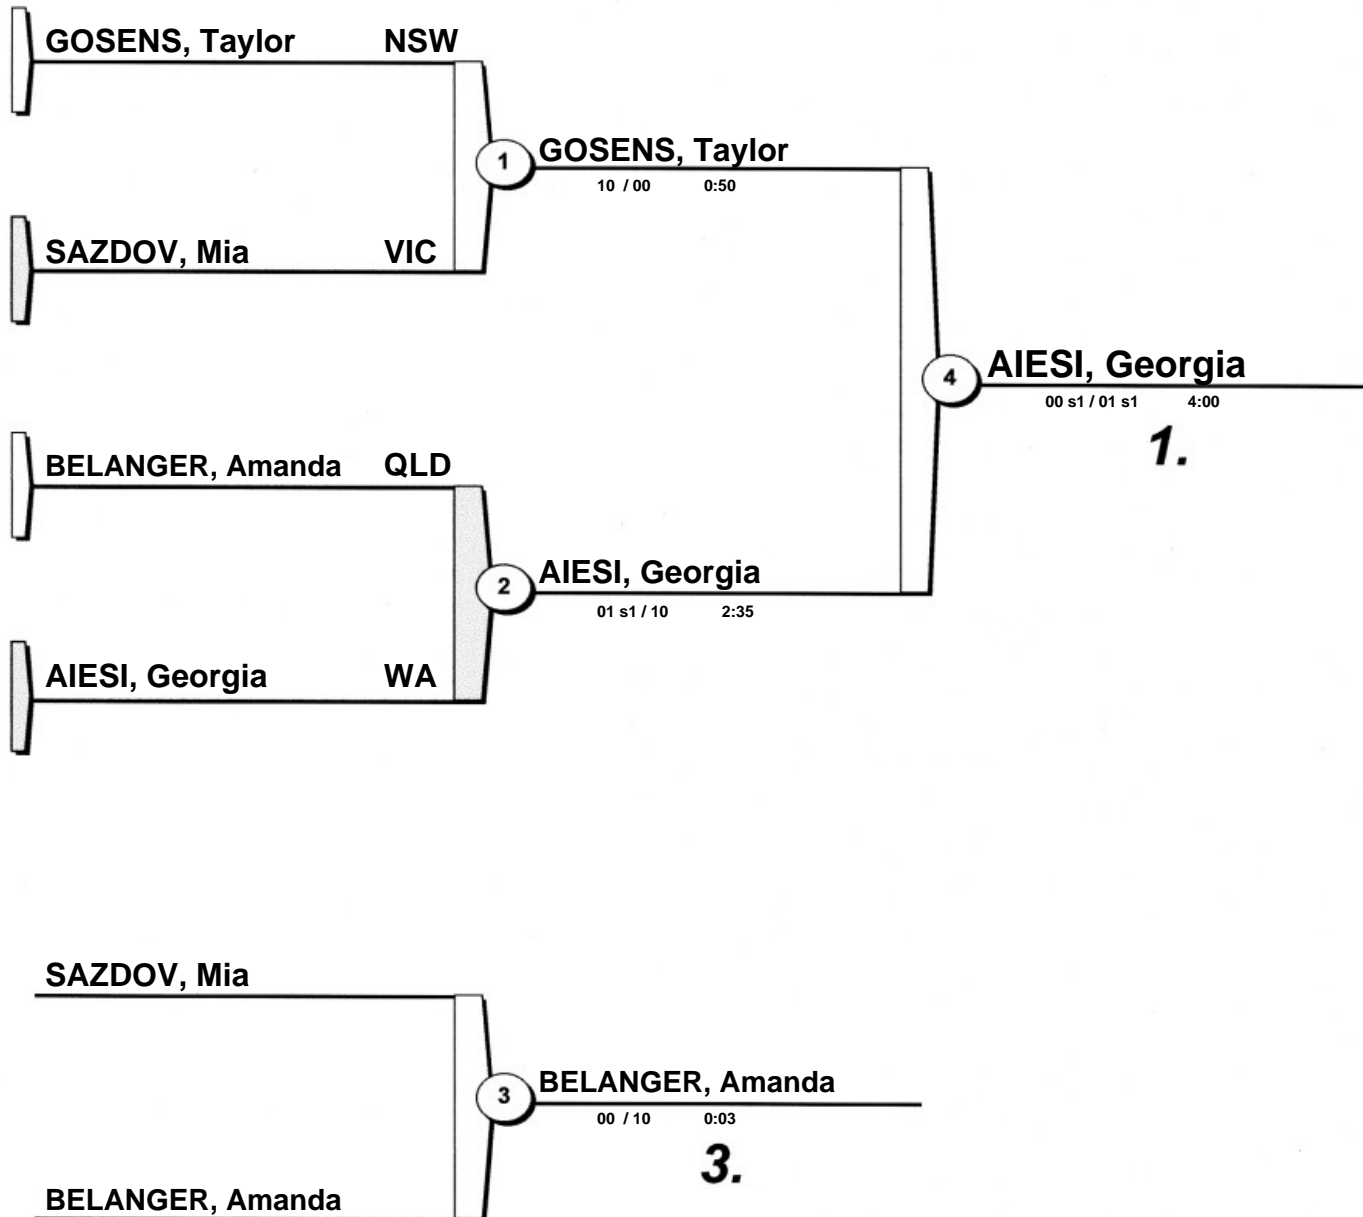 GOSENS, Taylor NSW
1 GOSENS, Taylor
10 / 00 0:50
SAZDOV, Mia VIC
4 AIESI, Georgia
00 s1 / 01 s1 4:00
1.
BELANGER, Amanda QLD
2 AIESI, Georgia
01 s1 / 10 2:35
AIESI, Georgia WA
SAZDOV, Mia
3 BELANGER, Amanda
00 / 10 0:03
3.
BELANGER, Amanda